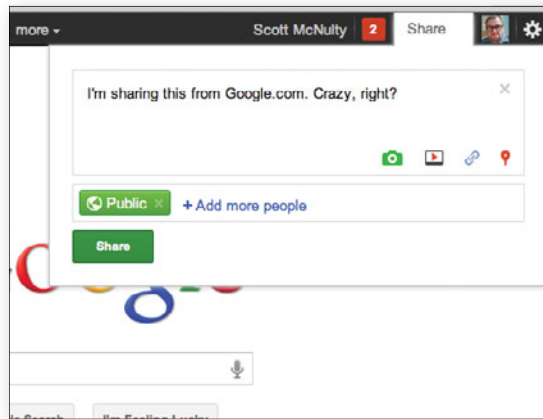 more
Scott McNulty 2 Share
I'm sharing this from Google.com. Crazy, right?
Public × + Add more people
Share
I'm Feeling Lucky